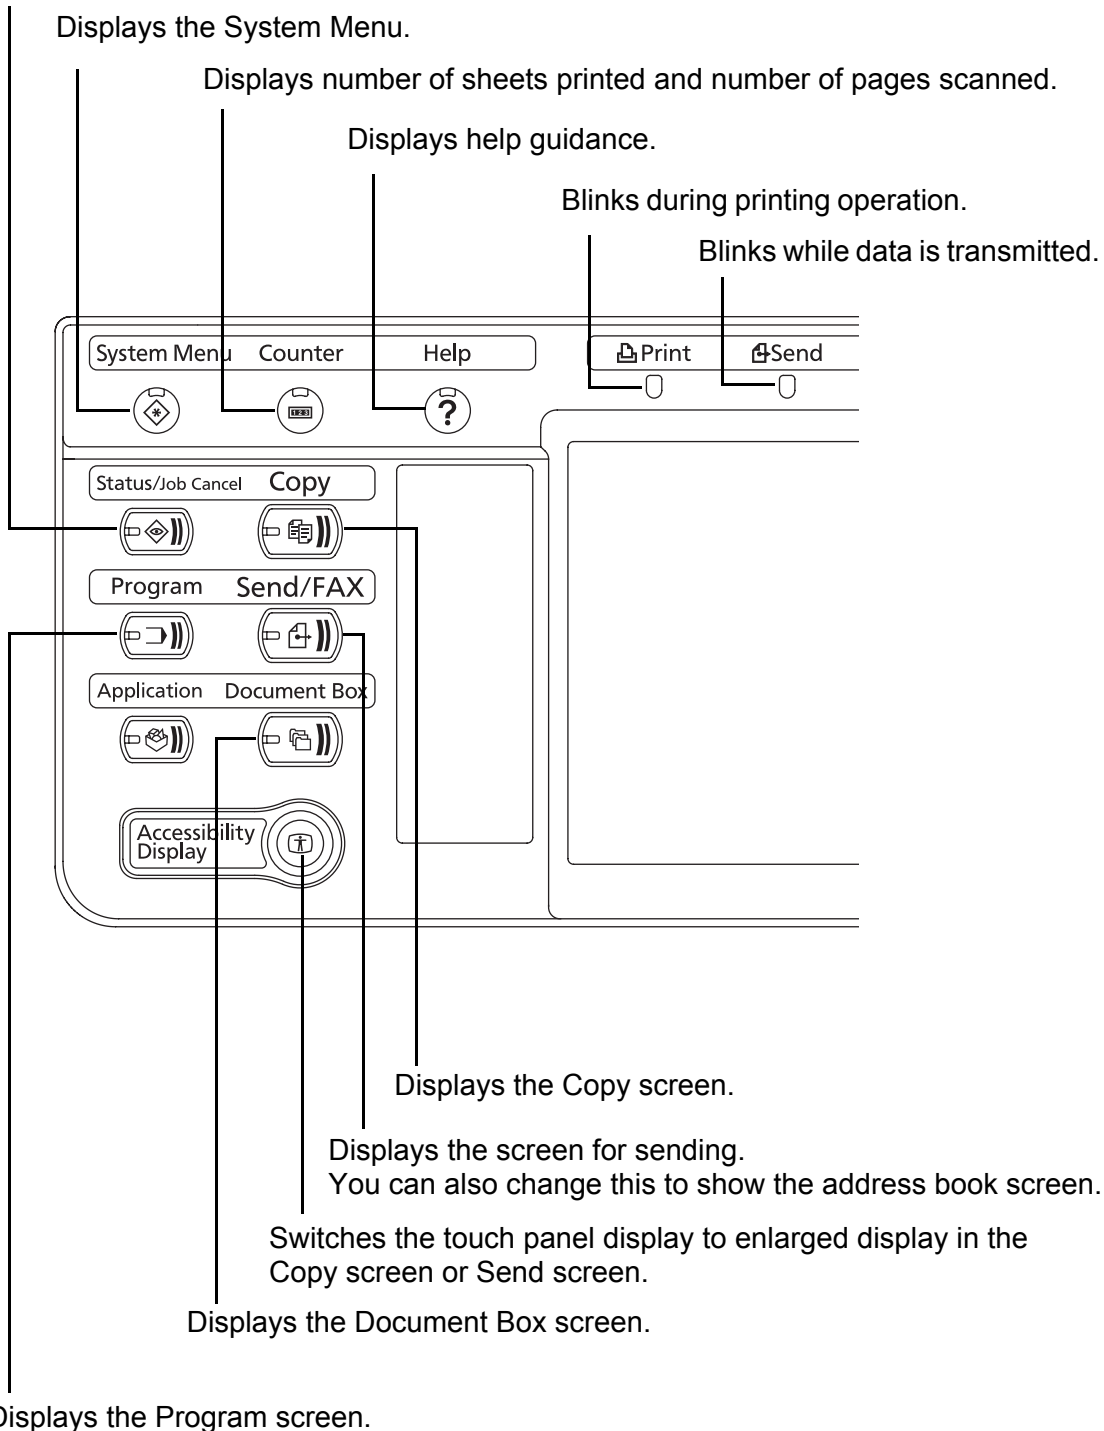 Displays the System Menu.
Displays number of sheets printed and number of pages scanned.
Displays help guidance.
Blinks during printing operation.
Blinks while data is transmitted.
System Menu Counter Help Print Send
123
?
Status/Job Cancel Copy
Program Send/FAX
Application Document Box
Accessibility
Display
Displays the Copy screen.
Displays the screen for sending.
You can also change this to show the address book screen.
Switches the touch panel display to enlarged display in the
Copy screen or Send screen.
Displays the Document Box screen.
Displays the Program screen.